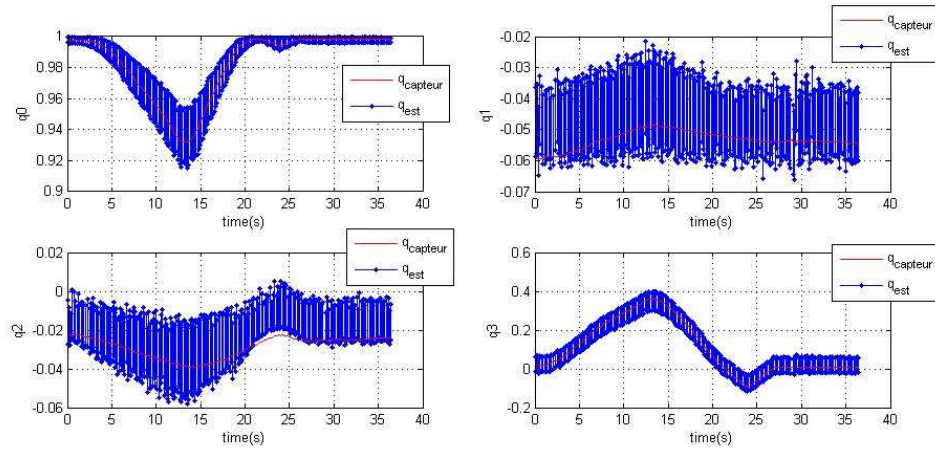 q0
1
0.98
0.96
0.94
0.92
0.9
0 5 10 15 20 25 30 35 40
time(s)
q_capteur
q_est
q1
-0.02
-0.03
-0.04
-0.05
-0.06
-0.07
0 5 10 15 20 25 30 35 40
time(s)
q_capteur
q_est
q2
0.02
0
-0.02
-0.04
-0.06
0 5 10 15 20 25 30 35 40
time(s)
q_capteur
q_est
q3
0.6
0.4
0.2
0
-0.2
0 5 10 15 20 25 30 35 40
time(s)
q_capteur
q_est